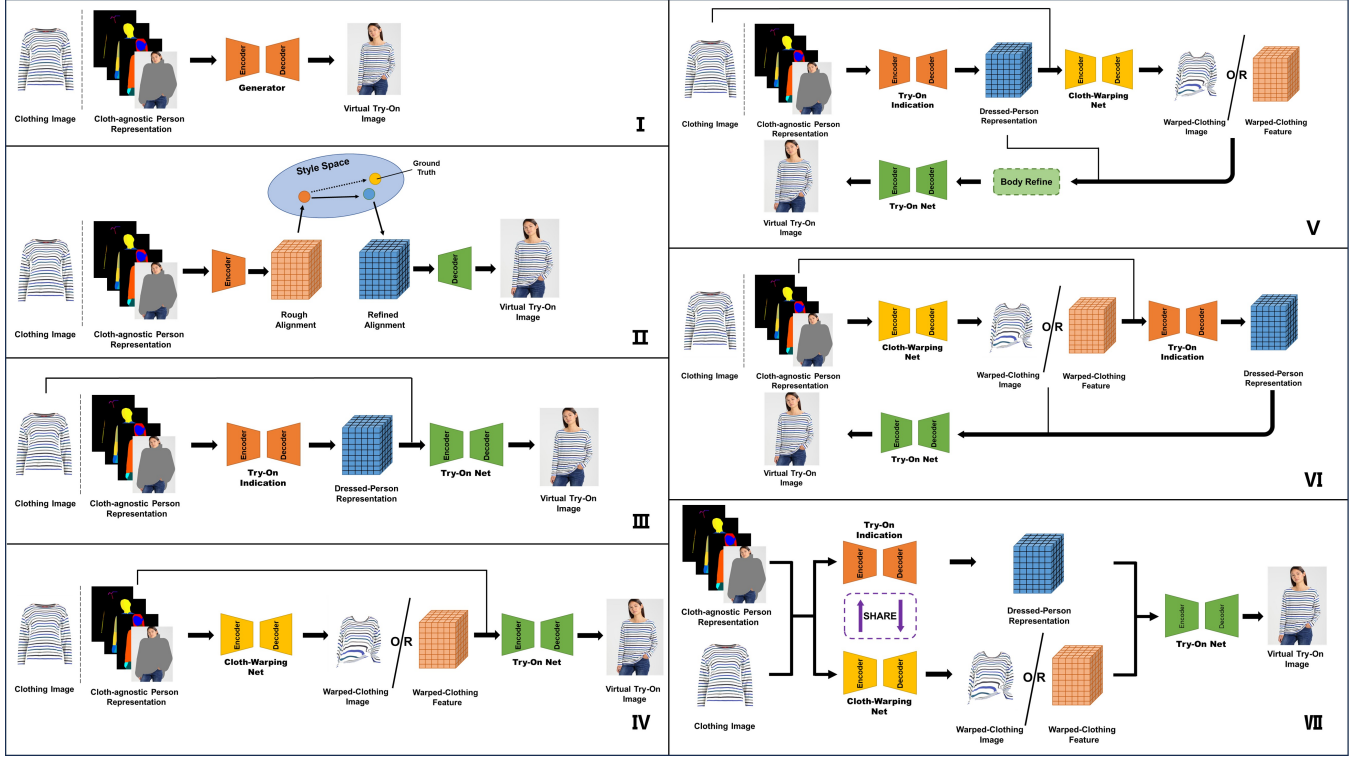 Clothing Image
Cloth-agnostic Person
Representation
Encoder
Decoder
Generator
Virtual Try-On
Image
I
Style Space
Ground
Truth
Clothing Image
Cloth-agnostic Person
Representation
Encoder
Rough
Alignment
Refined
Alignment
Decoder
Virtual Try-On
Image
II
Clothing Image
Cloth-agnostic Person
Representation
Encoder
Decoder
Try-On
Indication
Dressed-Person
Representation
Encoder
Decoder
Try-On Net
Virtual Try-On
Image
III
Clothing Image
Cloth-agnostic Person
Representation
Encoder
Decoder
Cloth-Warping
Net
Warped-Clothing
Image
O R
Warped-Clothing
Feature
Encoder
Decoder
Try-On Net
Virtual Try-On
Image
IV
Clothing Image
Cloth-agnostic Person
Representation
Encoder
Decoder
Try-On
Indication
Dressed-Person
Representation
Encoder
Decoder
Cloth-Warping
Net
Warped-Clothing
Image
O R
Warped-Clothing
Feature
Body Refine
Encoder
Decoder
Try-On Net
Virtual Try-On
Image
V
Clothing Image
Cloth-agnostic Person
Representation
Encoder
Decoder
Cloth-Warping
Net
Warped-Clothing
Image
O R
Warped-Clothing
Feature
Encoder
Decoder
Try-On
Indication
Dressed-Person
Representation
Encoder
Decoder
Try-On Net
Virtual Try-On
Image
VI
Cloth-agnostic Person
Representation
Clothing Image
Try-On
Indication
Encoder
Decoder
SHARE
Encoder
Decoder
Cloth-Warping
Net
Dressed-Person
Representation
Warped-Clothing
Image
O R
Warped-Clothing
Feature
Encoder
Decoder
Try-On Net
Virtual Try-On
Image
VII